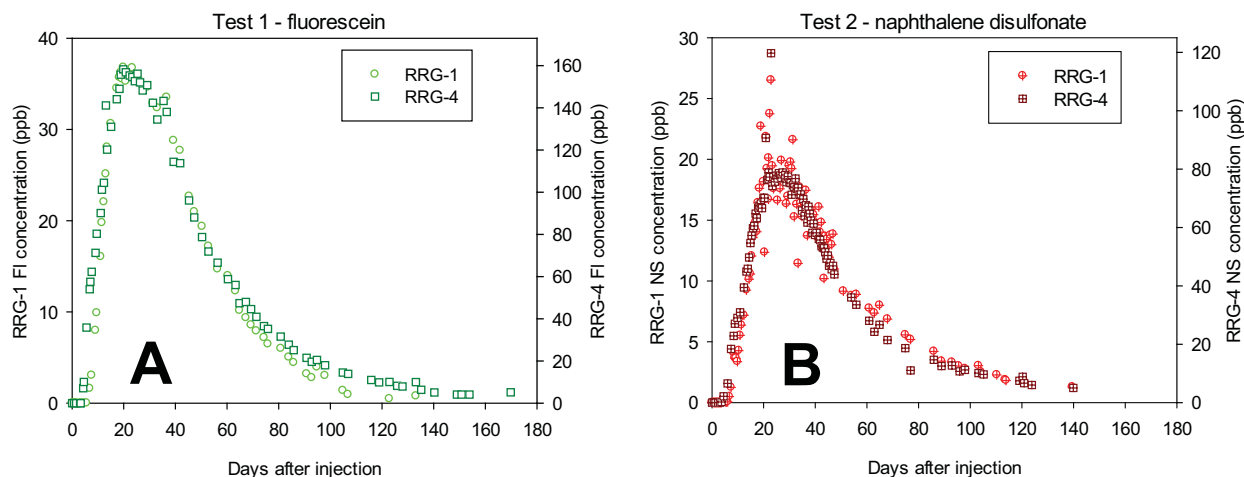 Test 1 - fluorescein
RRG-1
RRG-4
40
30
20
10
0
RRG-1 Fl concentration (ppb)
160
140
120
100
80
60
40
20
0
RRG-4 Fl concentration (ppb)
A
0 20 40 60 80 100 120 140 160 180
Days after injection
Test 2 - naphthalene disulfonate
RRG-1
RRG-4
30
25
20
15
10
5
0
RRG-1 NS concentration (ppb)
120
100
80
60
40
20
0
RRG-4 NS concentration (ppb)
B
0 20 40 60 80 100 120 140 160 180
Days after injection